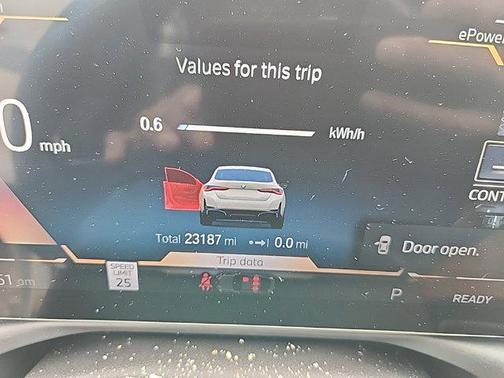 ePower
Values for this trip
0.6 kWh/h
0 mph
CONT
Total 23187 mi 0.0 mi
Door open.
Trip data
SPEED LIMIT 25
P READY